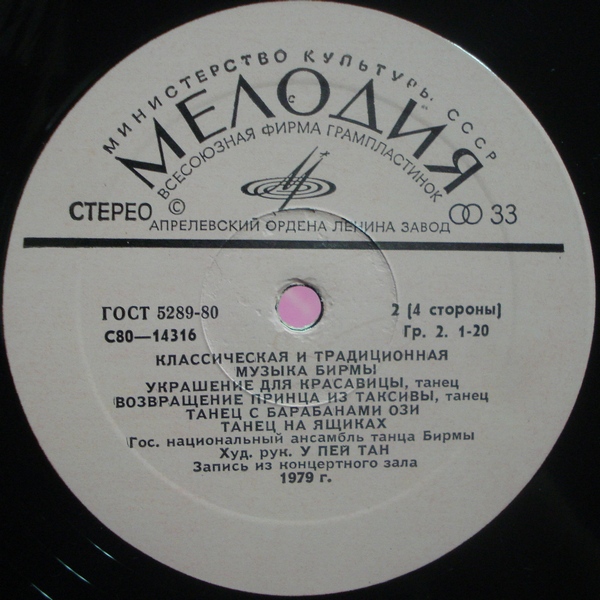 МИНИСТЕРСТВО КУЛЬТУРЫ СССР
МЕЛОДИЯ
ВСЕСОЮЗНАЯ ФИРМА ГРАМПЛАСТИНОК
СТЕРЕО © 33
АПРЕЛЕВСКИЙ ОРДЕНА ЛЕНИНА ЗАВОД
ГОСТ 5289-80 2 (4 стороны)
С80—14316 Гр. 2. 1-20
КЛАССИЧЕСКАЯ И ТРАДИЦИОННАЯ
МУЗЫКА БИРМЫ
УКРАШЕНИЕ ДЛЯ КРАСАВИЦЫ, танец
ВОЗВРАЩЕНИЕ ПРИНЦА ИЗ ТАКСИВЫ, танец
ТАНЕЦ С БАРАБАНАМИ ОЗИ
ТАНЕЦ НА ЯЩИКАХ
Гос. национальный ансамбль танца Бирмы
Худ. рук. У ПЕЙ ТАН
Запись из концертного зала
1979 г.